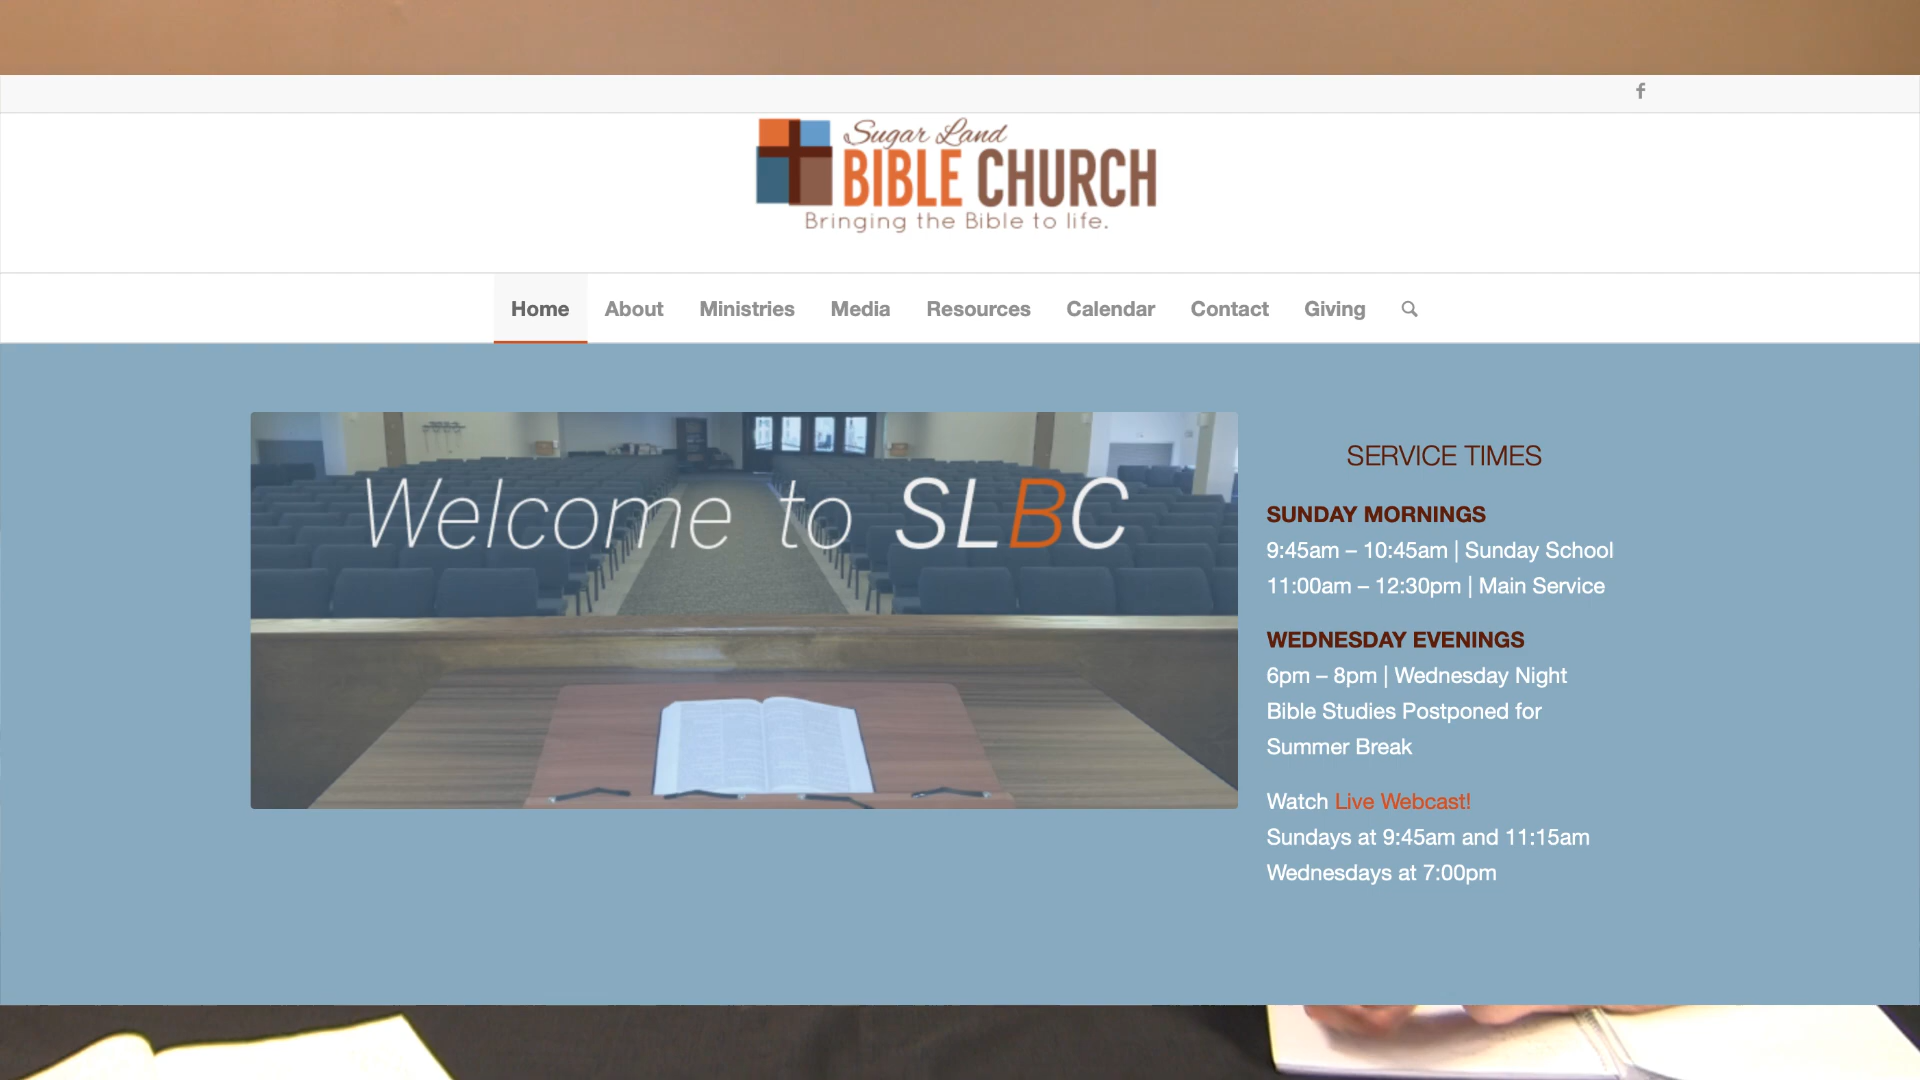 Sugar Land
BIBLE CHURCH
Bringing the Bible to life.
Home About Ministries Media Resources Calendar Contact Giving
Welcome to SLBC
SERVICE TIMES
SUNDAY MORNINGS
9:45am – 10:45am | Sunday School
11:00am – 12:30pm | Main Service
WEDNESDAY EVENINGS
6pm – 8pm | Wednesday Night
Bible Studies Postponed for
Summer Break
Watch Live Webcast!
Sundays at 9:45am and 11:15am
Wednesdays at 7:00pm